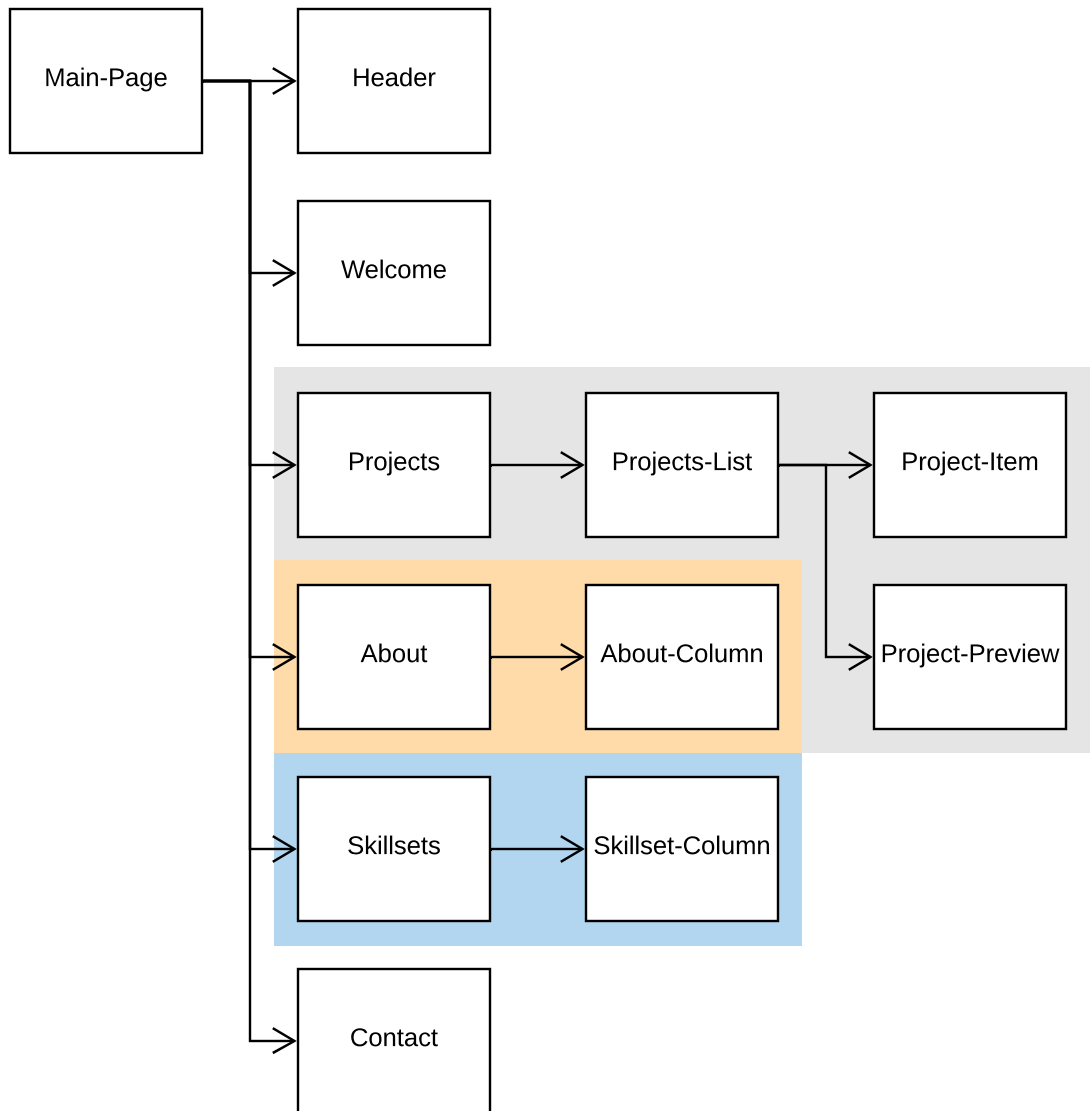 Main-Page
Header
Welcome
Projects
Projects-List
Project-Item
About
About-Column
Project-Preview
Skillsets
Skillset-Column
Contact